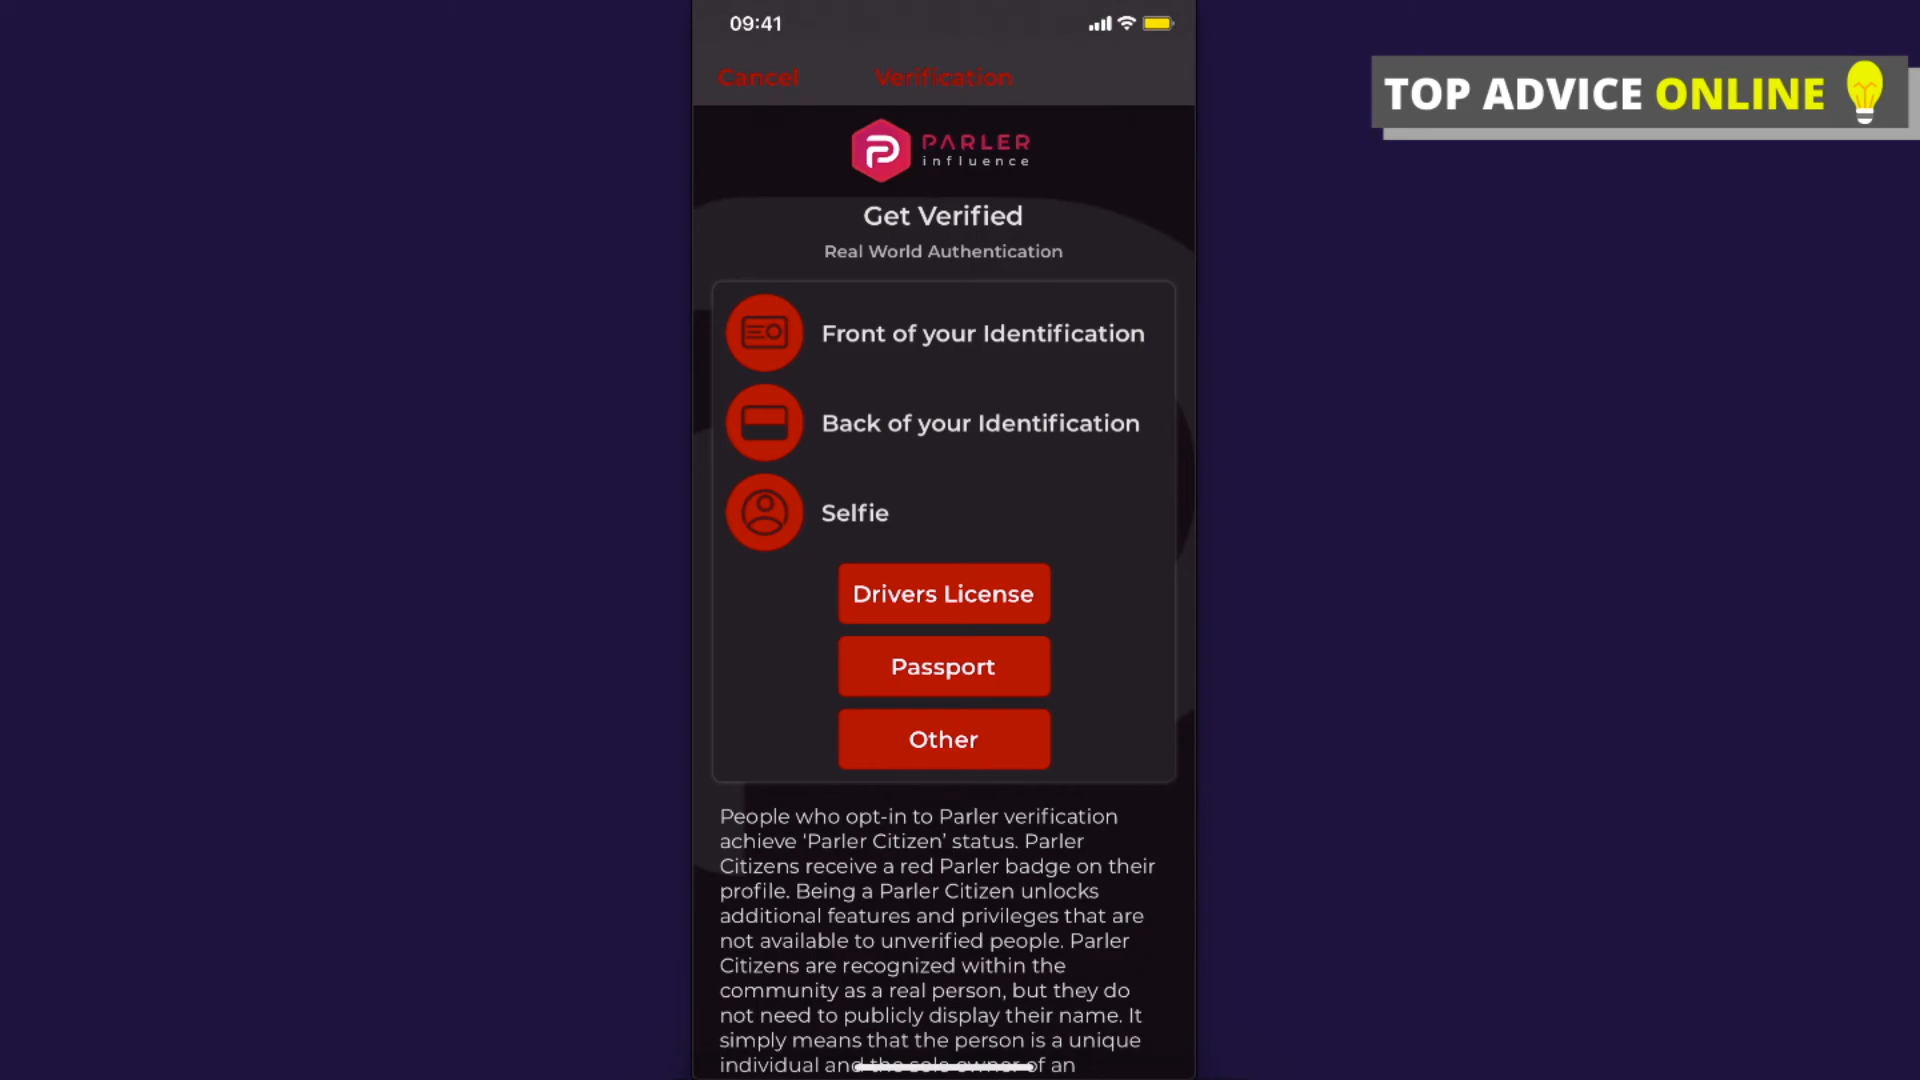 09:41
TOP ADVICE ONLINE
Cancel
Verification
PARLER
influence
Get Verified
Real World Authentication
Front of your Identification
Back of your Identification
Selfie
Drivers License
Passport
Other
People who opt-in to Parler verification
achieve ‘Parler Citizen’ status. Parler
Citizens receive a red Parler badge on their
profile. Being a Parler Citizen unlocks
additional features and privileges that are
not available to unverified people. Parler
Citizens are recognized within the
community as a real person, but they do
not need to publicly display their name. It
simply means that the person is a unique
individual and the sole owner of an